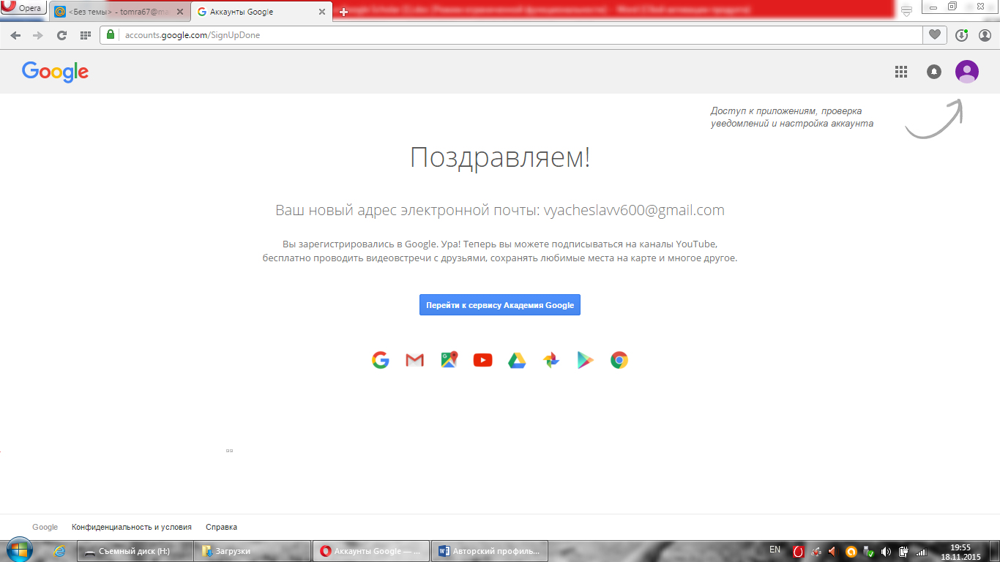 Opera
<Без темы> - tomra67@ma
Аккаунты Google
accounts.google.com/SignUpDone
Google
Доступ к приложениям, проверка
уведомлений и настройка аккаунта
Поздравляем!
Ваш новый адрес электронной почты: vyacheslavv600@gmail.com
Вы зарегистрировались в Google. Ура! Теперь вы можете подписываться на каналы YouTube,
бесплатно проводить видеовстречи с друзьями, сохранять любимые места на карте и многое другое.
Перейти к сервису Академия Google
Google Конфиденциальность и условия Справка
Съемный диск (H:)
Загрузки
Аккаунты Google — ...
Авторский профиль...
EN
19:55
18.11.2015